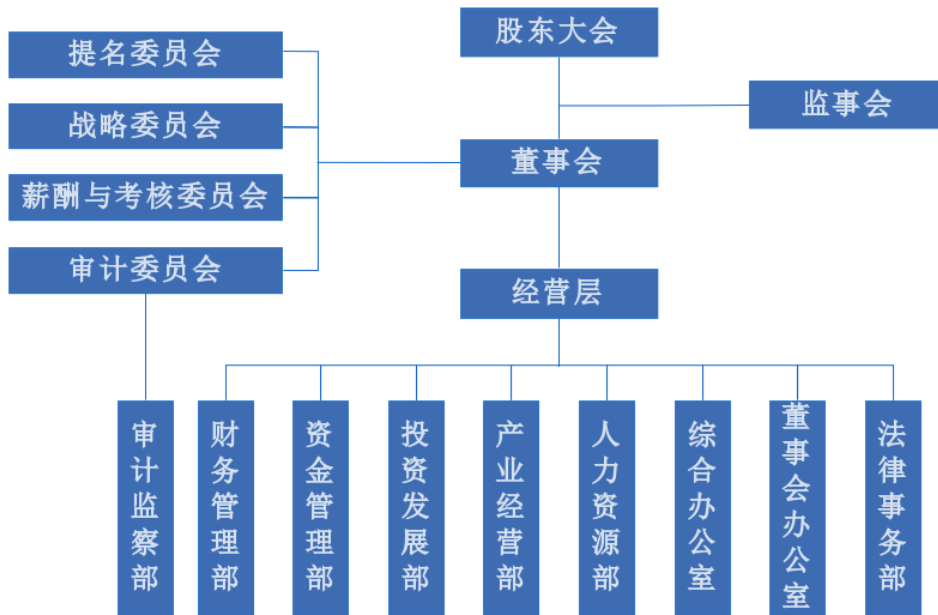 股东大会
提名委员会
监事会
战略委员会
董事会
薪酬与考核委员会
审计委员会
经营层
审计监察部
财务管理部
资金管理部
投资发展部
产业经营部
人力资源部
综合办公室
董事会办公室
法律事务部